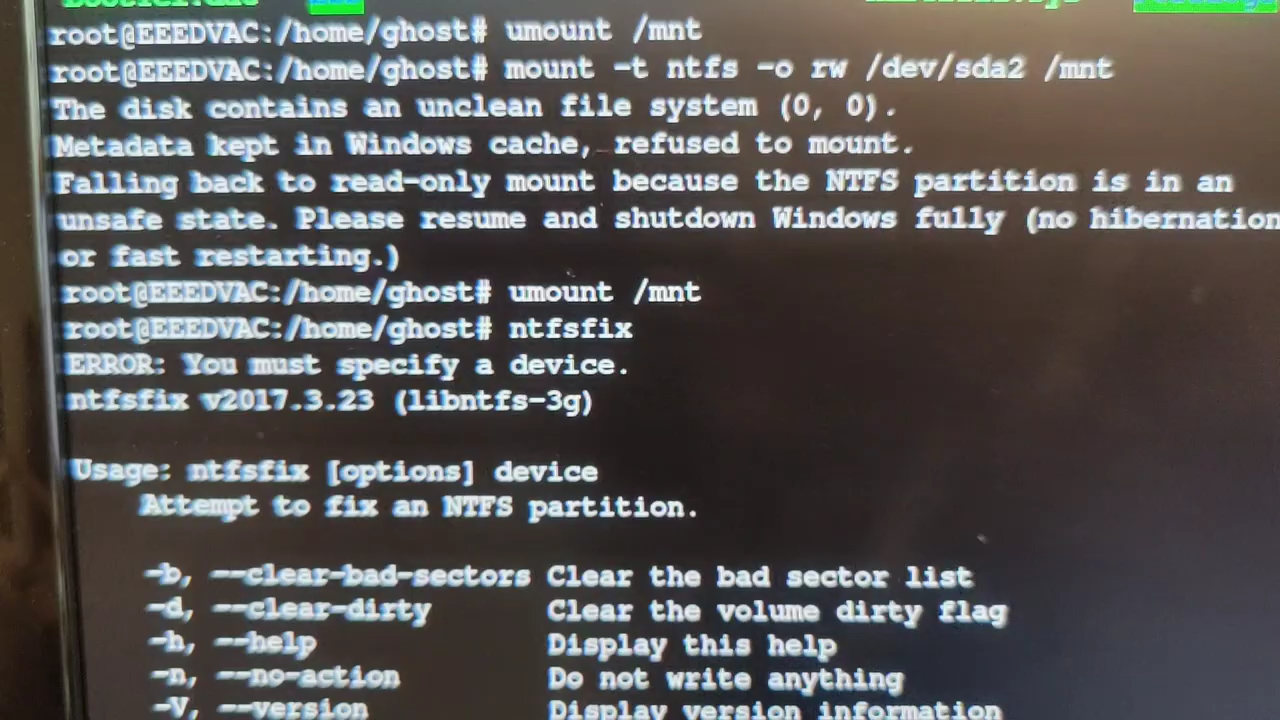 root@EEEDVAC:/home/ghost# umount /mnt
root@EEEDVAC:/home/ghost# mount -t ntfs -o rw /dev/sda2 /mnt
The disk contains an unclean file system (0, 0).
Metadata kept in Windows cache, refused to mount.
Falling back to read-only mount because the NTFS partition is in an
unsafe state. Please resume and shutdown Windows fully (no hibernation
or fast restarting.)
root@EEEDVAC:/home/ghost# umount /mnt
root@EEEDVAC:/home/ghost# ntfsfix
ERROR: You must specify a device.
ntfsfix v2017.3.23 (libntfs-3g)
Usage: ntfsfix [options] device
Attempt to fix an NTFS partition.
-b, --clear-bad-sectors Clear the bad sector list
-d, --clear-dirty Clear the volume dirty flag
-h, --help Display this help
-n, --no-action Do not write anything
-V, --version Display version information